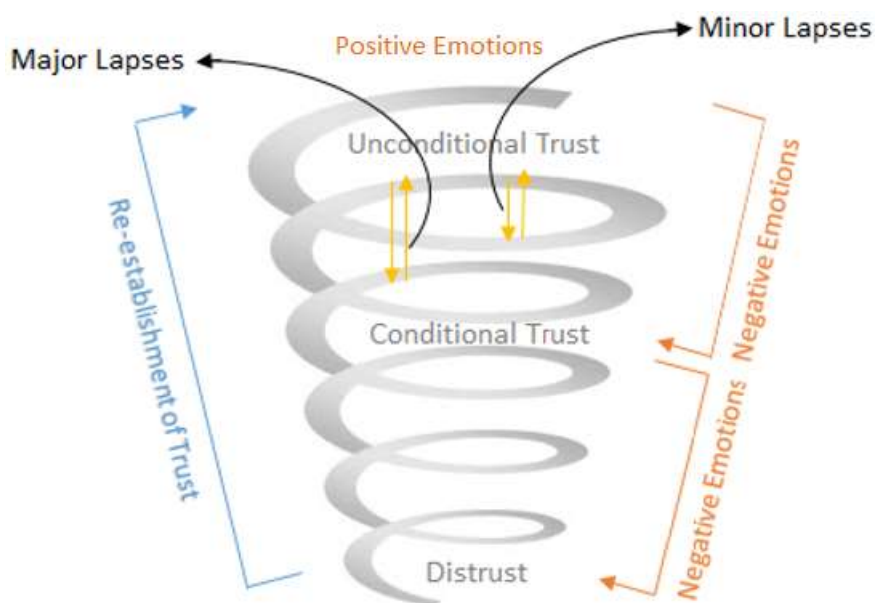 Major Lapses
Positive Emotions
Minor Lapses
Unconditional Trust
Re-establishment of Trust
Negative Emotions
Conditional Trust
Negative Emotions
Distrust